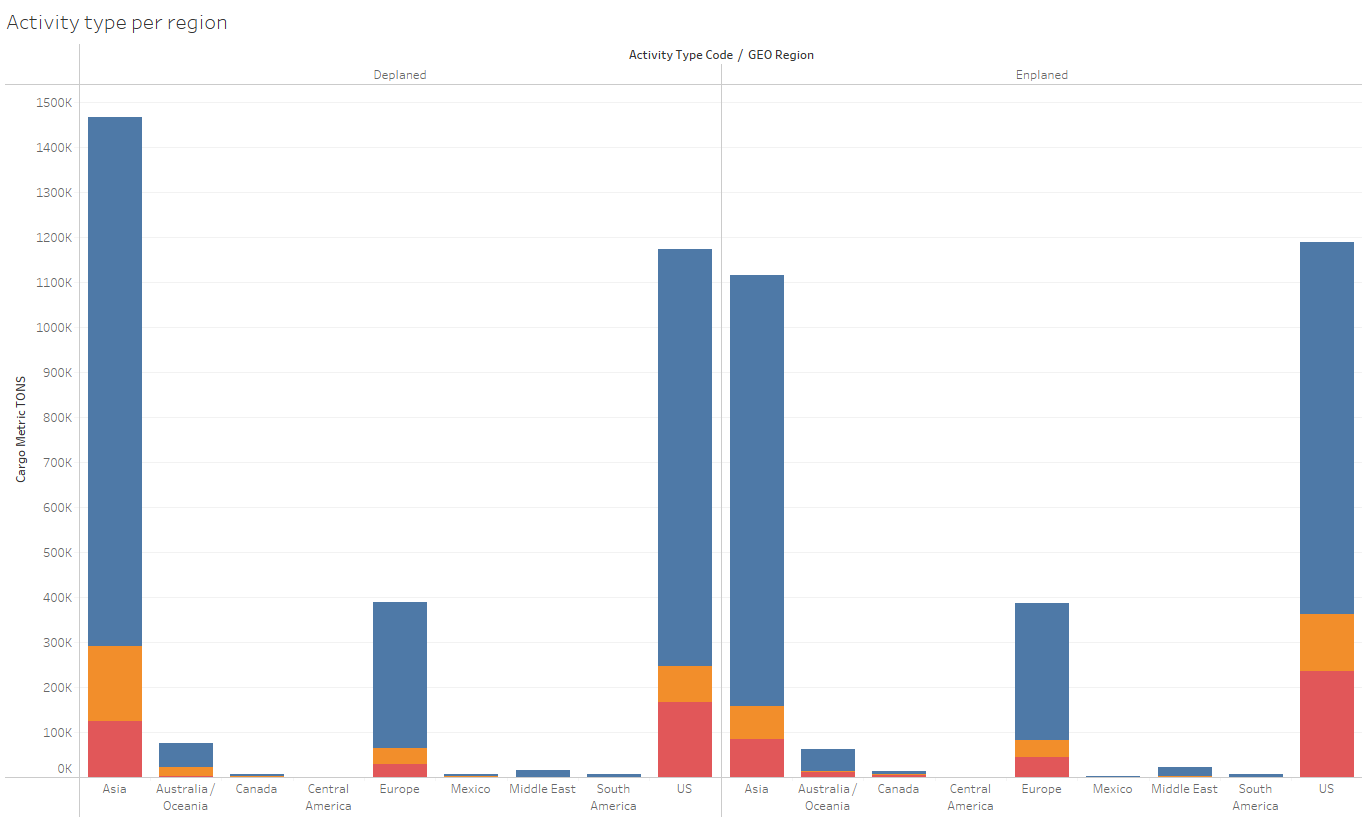 Activity type per region
Activity Type Code / GEO Region
Deplaned
Enplaned
1500K
1400K
1300K
1200K
1100K
1000K
900K
800K
700K
600K
500K
400K
300K
200K
100K
0K
Cargo Metric TONS
Asia
Australia /
Oceania
Canada
Central
America
Europe
Mexico
Middle East
South
America
US
Asia
Australia /
Oceania
Canada
Central
America
Europe
Mexico
Middle East
South
America
US